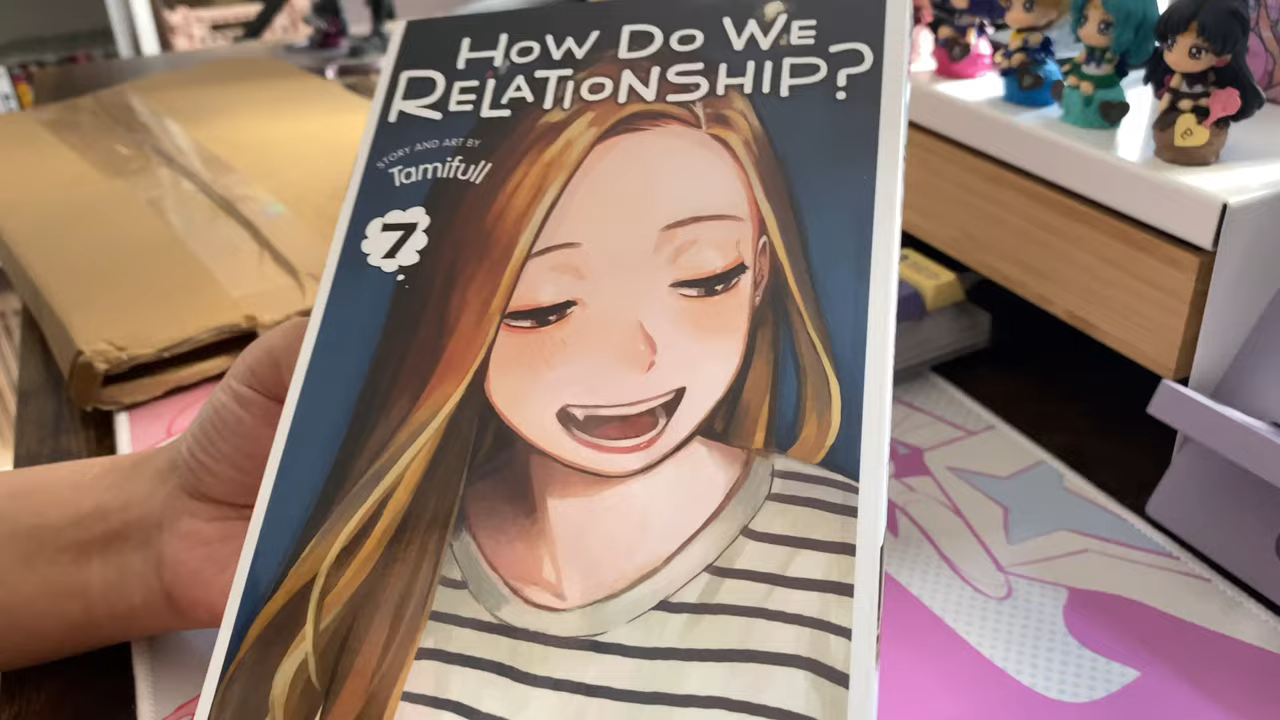 HOW DO WE
RELATIONSHIP?
STORY AND ART BY
Tamifull
7